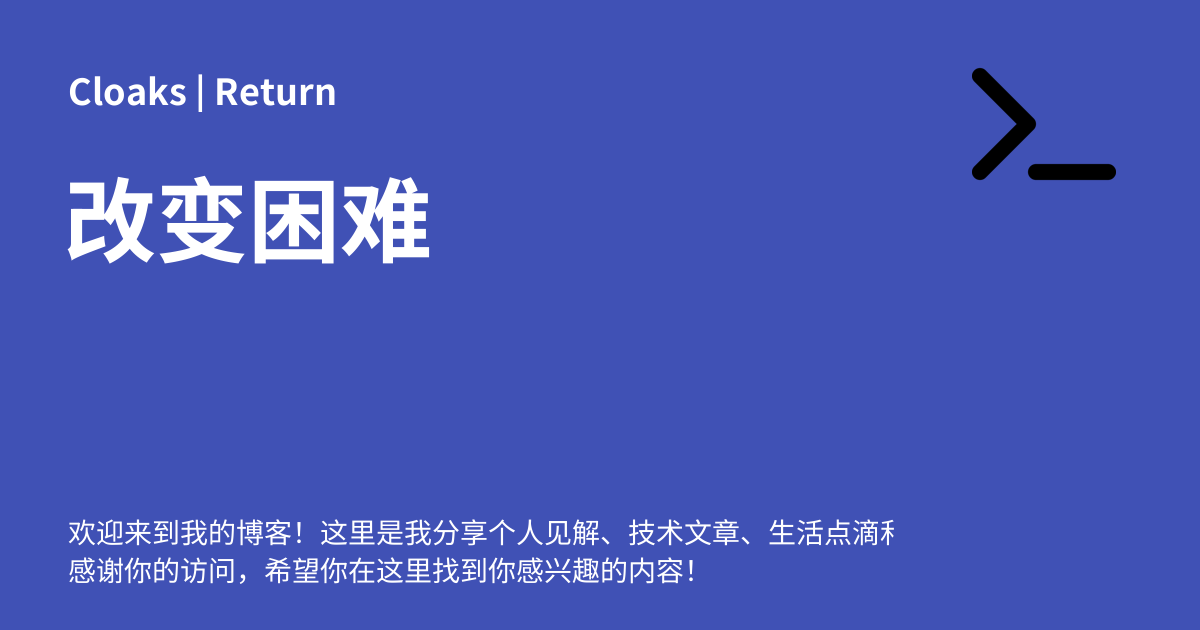 Cloaks | Return
改变困难
欢迎来到我的博客！这里是我分享个人见解、技术文章、生活点滴
感谢你的访问，希望你在这里找到你感兴趣的内容！